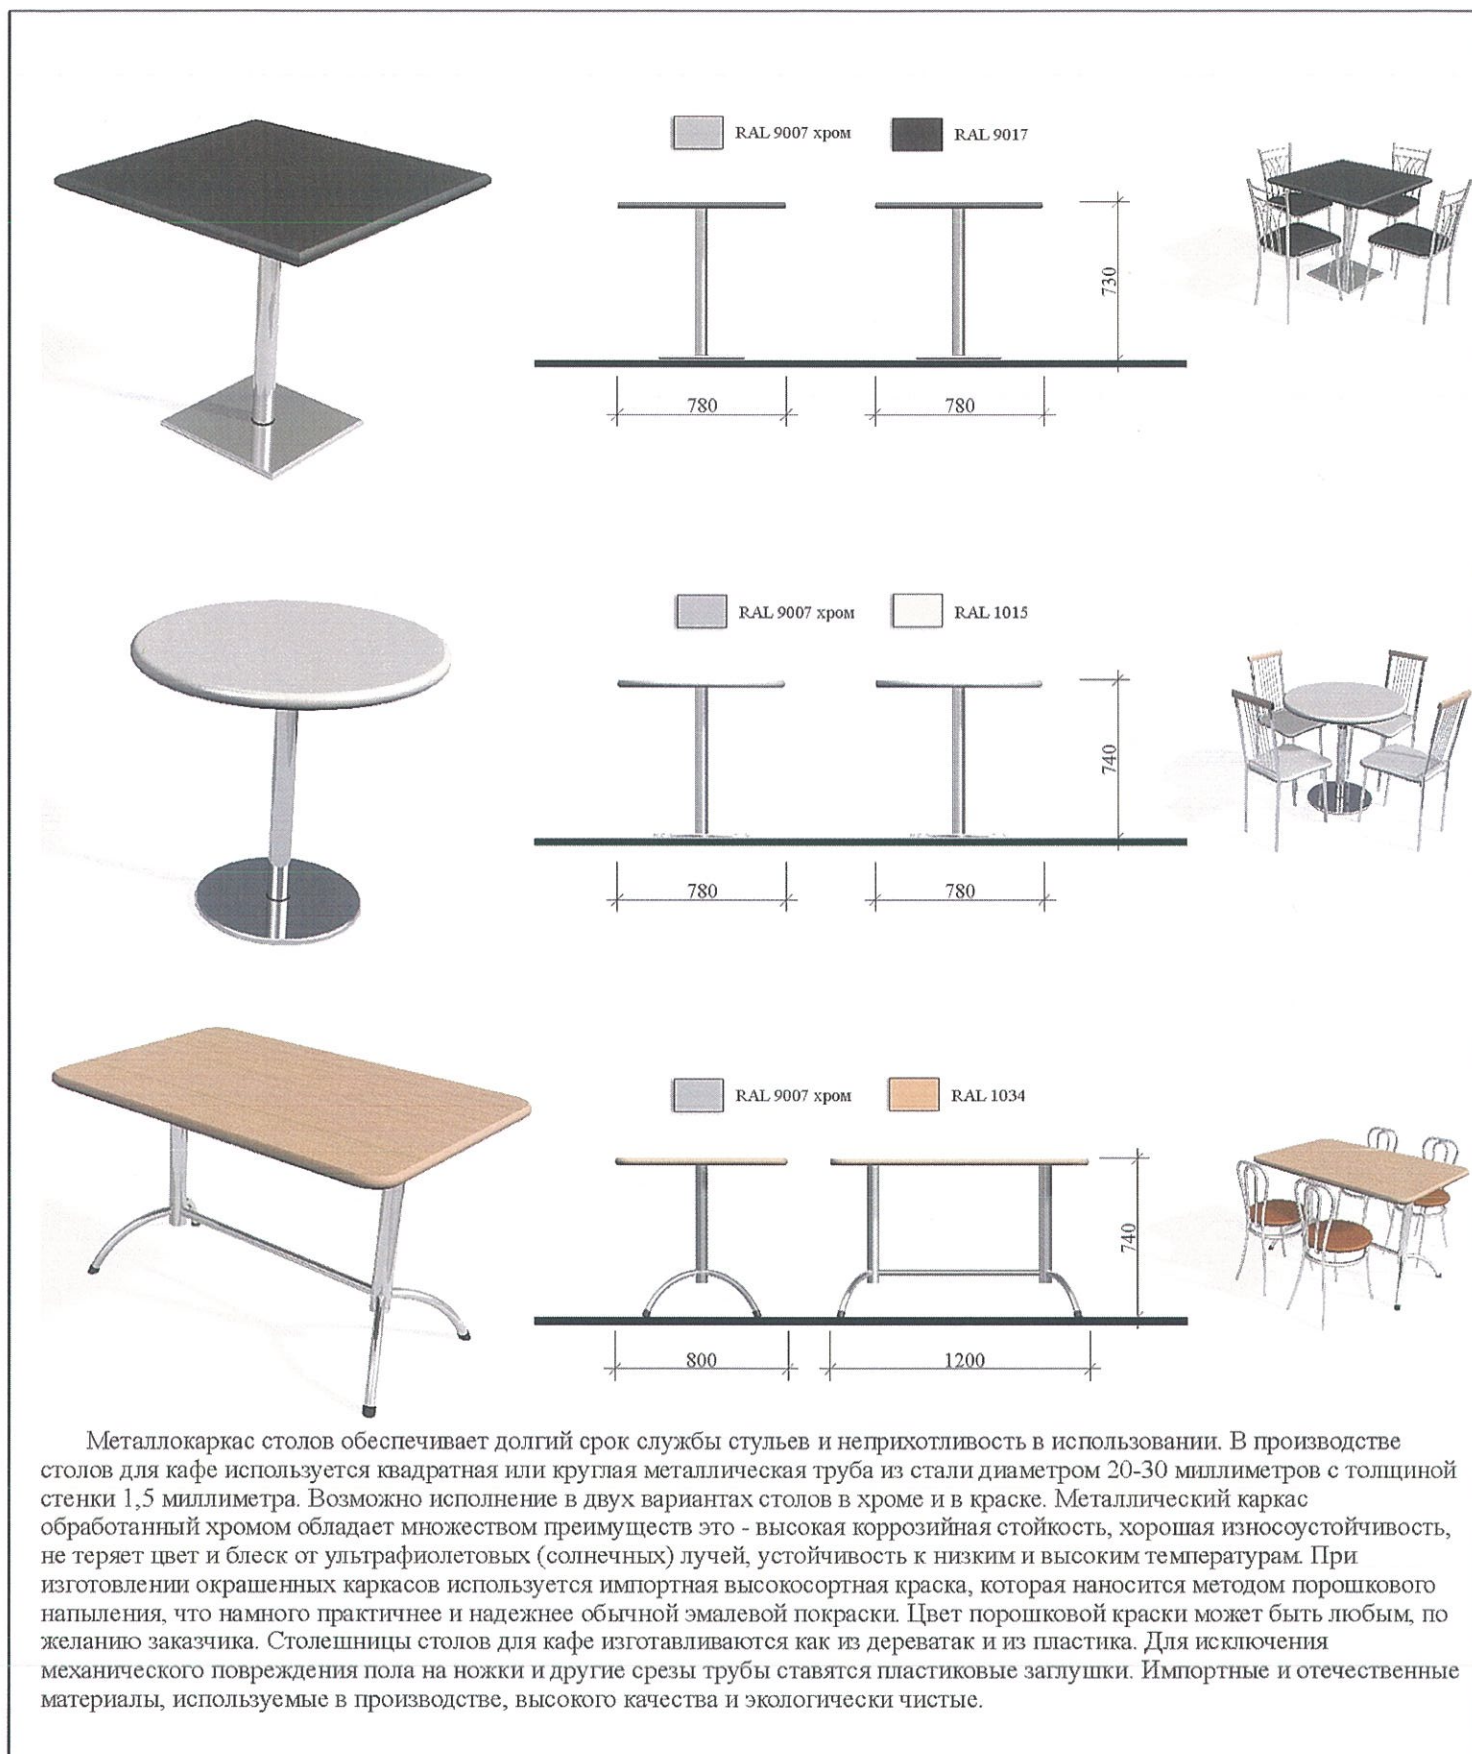 RAL 9007 хром RAL 9017
730
780 780
RAL 9007 хром RAL 1015
740
780 780
RAL 9007 хром RAL 1034
740
800 1200
Металлокаркас столов обеспечивает долгий срок службы стульев и неприхотливость в использовании. В производстве
столов для кафе используется квадратная или круглая металлическая труба из стали диаметром 20-30 миллиметров с толщиной
стенки 1,5 миллиметра. Возможно исполнение в двух вариантах столов в хроме и в краске. Металлический каркас
обработанный хромом обладает множеством преимуществ это - высокая коррозийная стойкость, хорошая износоустойчивость,
не теряет цвет и блеск от ультрафиолетовых (солнечных) лучей, устойчивость к низким и высоким температурам. При
изготовлении окрашенных каркасов используется импортная высокосортная краска, которая наносится методом порошкового
напыления, что намного практичнее и надежнее обычной эмалевой покраски. Цвет порошковой краски может быть любым, по
желанию заказчика. Столешницы столов для кафе изготавливаются как из дереватак и из пластика. Для исключения
механического повреждения пола на ножки и другие срезы трубы ставятся пластиковые заглушки. Импортные и отечественные
материалы, используемые в производстве, высокого качества и экологически чистые.